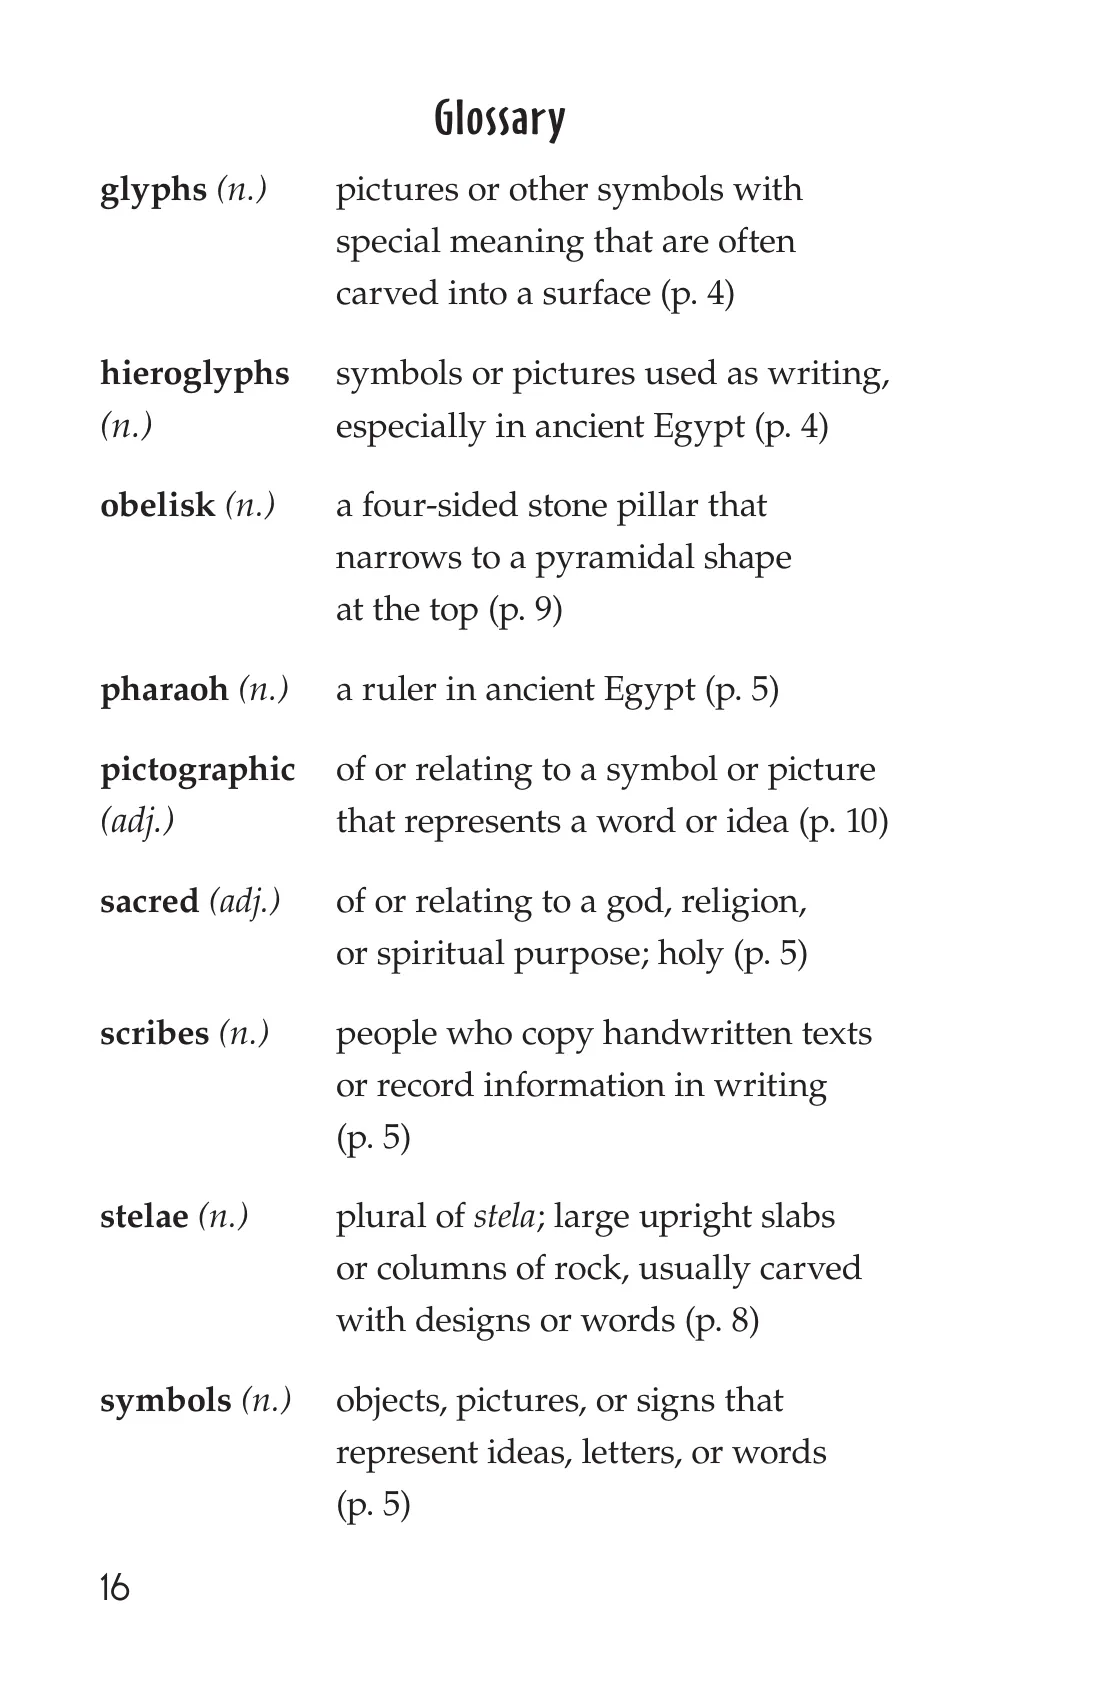 Glossary
glyphs (n.) pictures or other symbols with
special meaning that are often
carved into a surface (p. 4)
hieroglyphs symbols or pictures used as writing,
(n.) especially in ancient Egypt (p. 4)
obelisk (n.) a four-sided stone pillar that
narrows to a pyramidal shape
at the top (p. 9)
pharaoh (n.) a ruler in ancient Egypt (p. 5)
pictographic of or relating to a symbol or picture
(adj.) that represents a word or idea (p. 10)
sacred (adj.) of or relating to a god, religion,
or spiritual purpose; holy (p. 5)
scribes (n.) people who copy handwritten texts
or record information in writing
(p. 5)
stelae (n.) plural of stela; large upright slabs
or columns of rock, usually carved
with designs or words (p. 8)
symbols (n.) objects, pictures, or signs that
represent ideas, letters, or words
(p. 5)
16